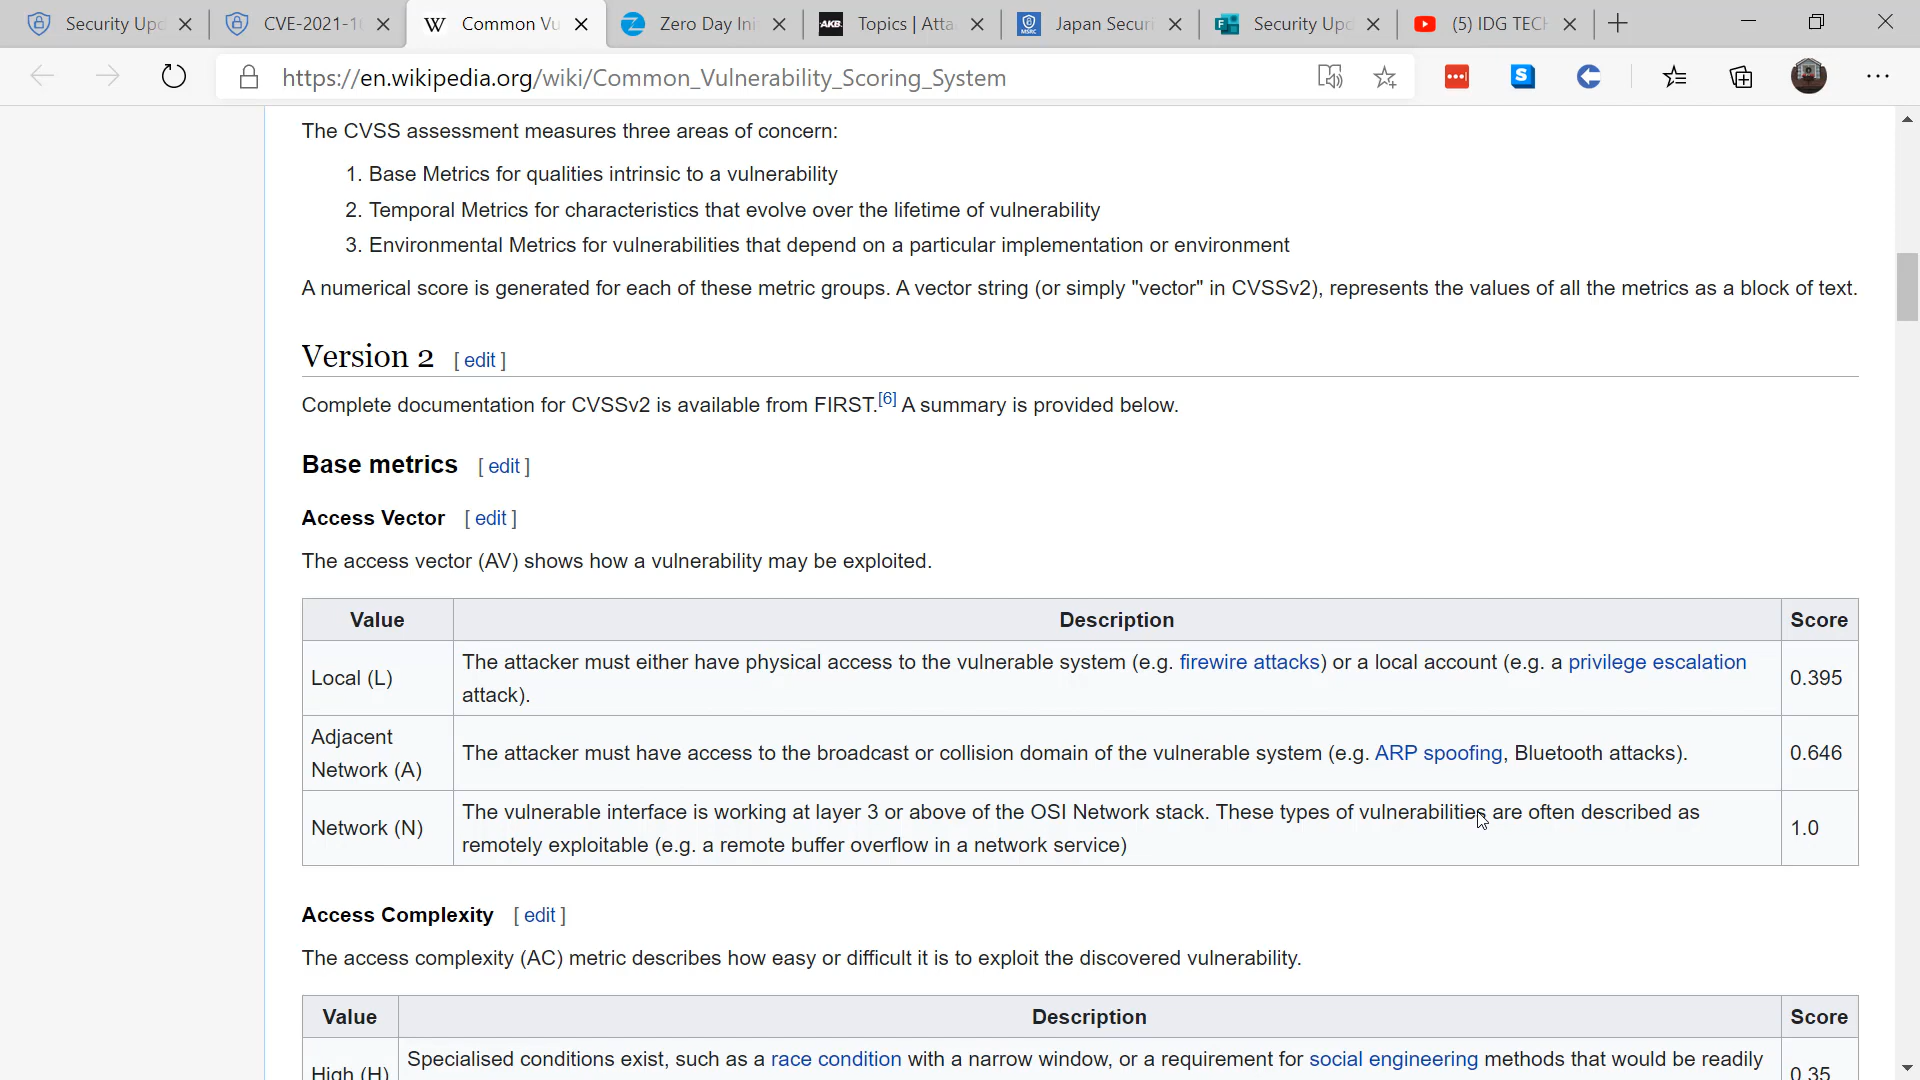 Security Upd
CVE-2021-1
Common Vu
Zero Day Ini
AKB. Topics | Atta
Japan Securi
Security Upd
(5) IDG TECH
https://en.wikipedia.org/wiki/Common_Vulnerability_Scoring_System
The CVSS assessment measures three areas of concern:
1. Base Metrics for qualities intrinsic to a vulnerability
2. Temporal Metrics for characteristics that evolve over the lifetime of vulnerability
3. Environmental Metrics for vulnerabilities that depend on a particular implementation or environment
A numerical score is generated for each of these metric groups. A vector string (or simply "vector" in CVSSv2), represents the values of all the metrics as a block of text.
Version 2 [ edit ]
Complete documentation for CVSSv2 is available from FIRST.[6] A summary is provided below.
Base metrics [ edit ]
Access Vector [ edit ]
The access vector (AV) shows how a vulnerability may be exploited.
Value Description Score
Local (L) The attacker must either have physical access to the vulnerable system (e.g. firewire attacks) or a local account (e.g. a privilege escalation
attack). 0.395
Adjacent
Network (A) The attacker must have access to the broadcast or collision domain of the vulnerable system (e.g. ARP spoofing, Bluetooth attacks). 0.646
Network (N) The vulnerable interface is working at layer 3 or above of the OSI Network stack. These types of vulnerabilities are often described as
remotely exploitable (e.g. a remote buffer overflow in a network service) 1.0
Access Complexity [ edit ]
The access complexity (AC) metric describes how easy or difficult it is to exploit the discovered vulnerability.
Value Description Score
High (H) Specialised conditions exist, such as a race condition with a narrow window, or a requirement for social engineering methods that would be readily 0.35